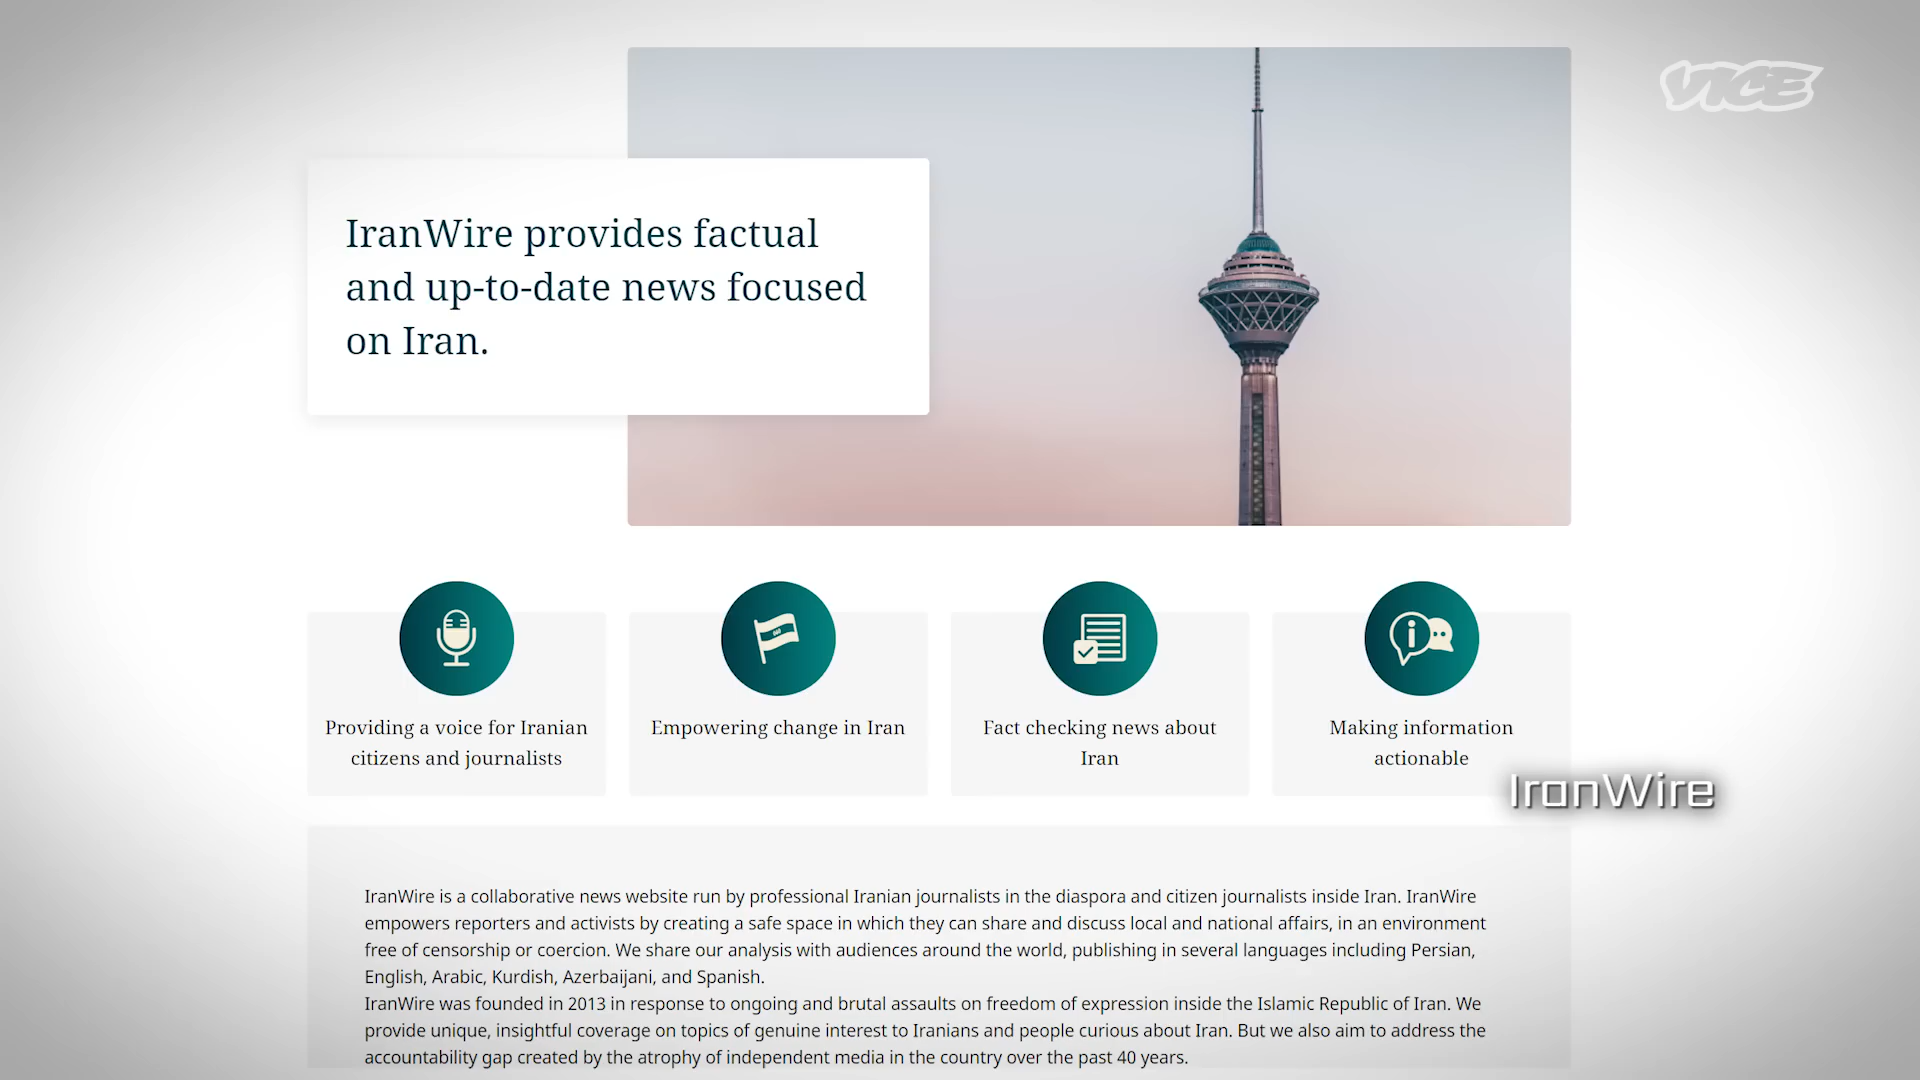 VICE
IranWire provides factual
and up-to-date news focused
on Iran.
Providing a voice for Iranian
citizens and journalists
Empowering change in Iran
Fact checking news about
Iran
Making information
actionable
IranWire
IranWire is a collaborative news website run by professional Iranian journalists in the diaspora and citizen journalists inside Iran. IranWire
empowers reporters and activists by creating a safe space in which they can share and discuss local and national affairs, in an environment
free of censorship or coercion. We share our analysis with audiences around the world, publishing in several languages including Persian,
English, Arabic, Kurdish, Azerbaijani, and Spanish.
IranWire was founded in 2013 in response to ongoing and brutal assaults on freedom of expression inside the Islamic Republic of Iran. We
provide unique, insightful coverage on topics of genuine interest to Iranians and people curious about Iran. But we also aim to address the
accountability gap created by the atrophy of independent media in the country over the past 40 years.